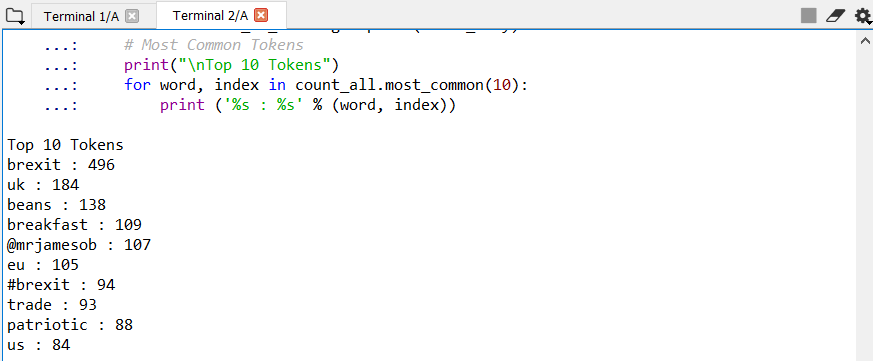 Terminal 1/A
Terminal 2/A
...: # Most Common Tokens
...: print("\nTop 10 Tokens")
...: for word, index in count_all.most_common(10):
...: print ('%s : %s' % (word, index))
Top 10 Tokens
brexit : 496
uk : 184
beans : 138
breakfast : 109
@mrjamesob : 107
eu : 105
#brexit : 94
trade : 93
patriotic : 88
us : 84